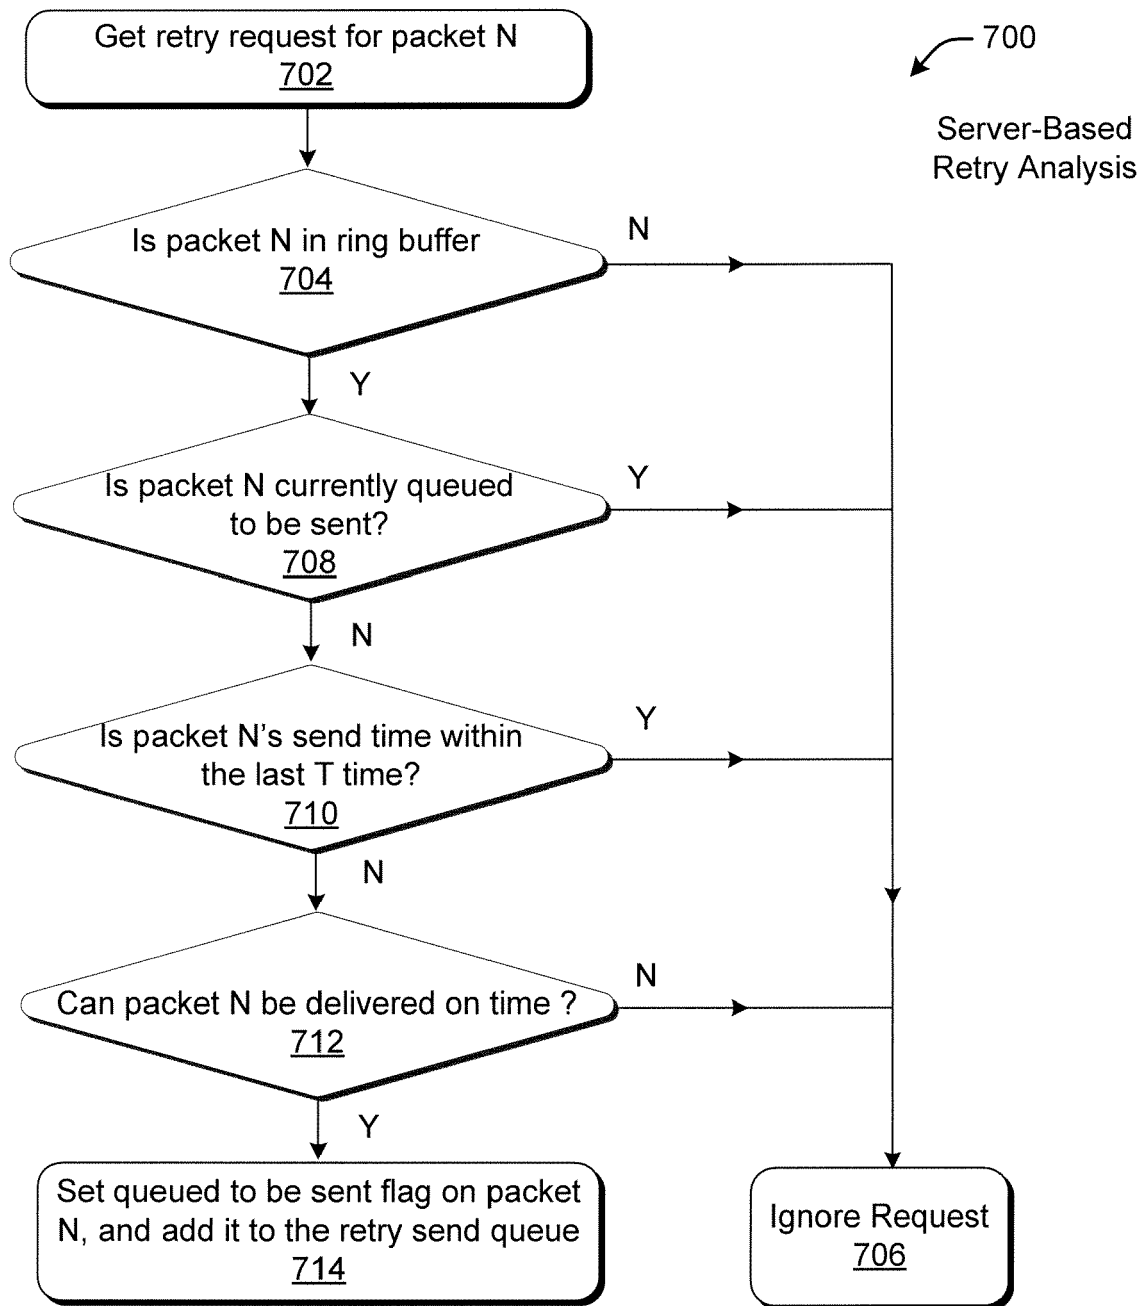 Get retry request for packet N
702
700
Server-Based
Retry Analysis
Is packet N in ring buffer
704
N
Y
Is packet N currently queued
to be sent?
708
Y
N
Is packet N's send time within
the last T time?
710
Y
N
Can packet N be delivered on time ?
712
N
Y
Set queued to be sent flag on packet
N, and add it to the retry send queue
714
Ignore Request
706